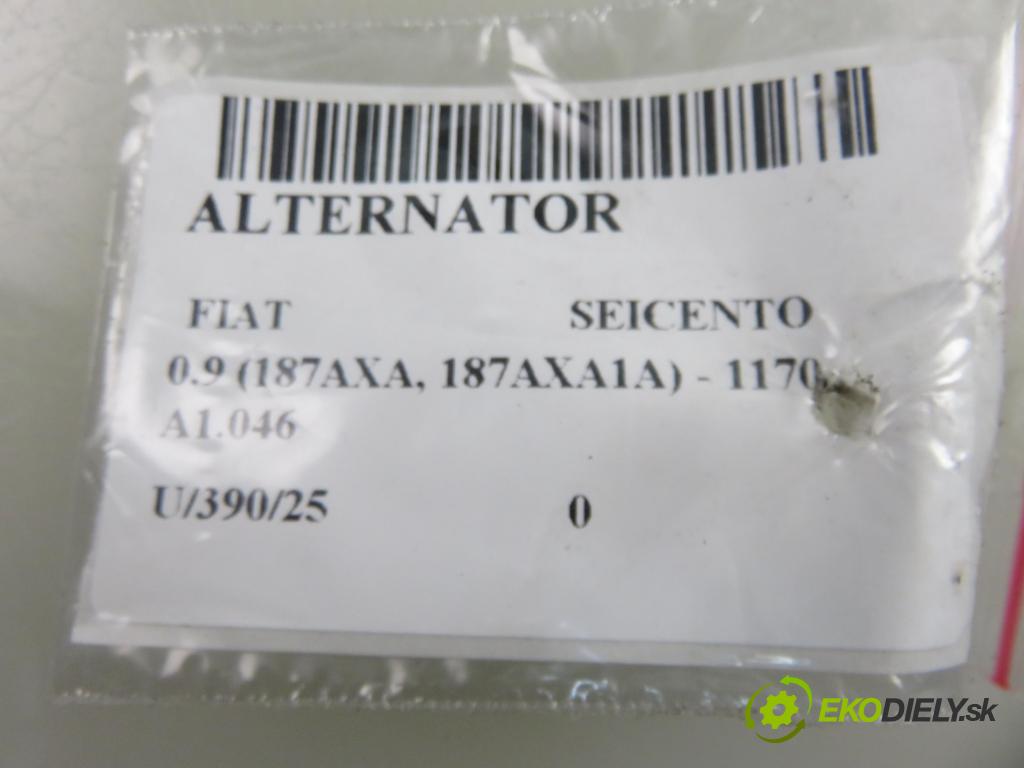 ALTERNATOR
FIAT SEICENTO
0.9 (187AXA, 187AXA1A) - 1170
A1.046
U/390/25 0
EKODIELY.sk